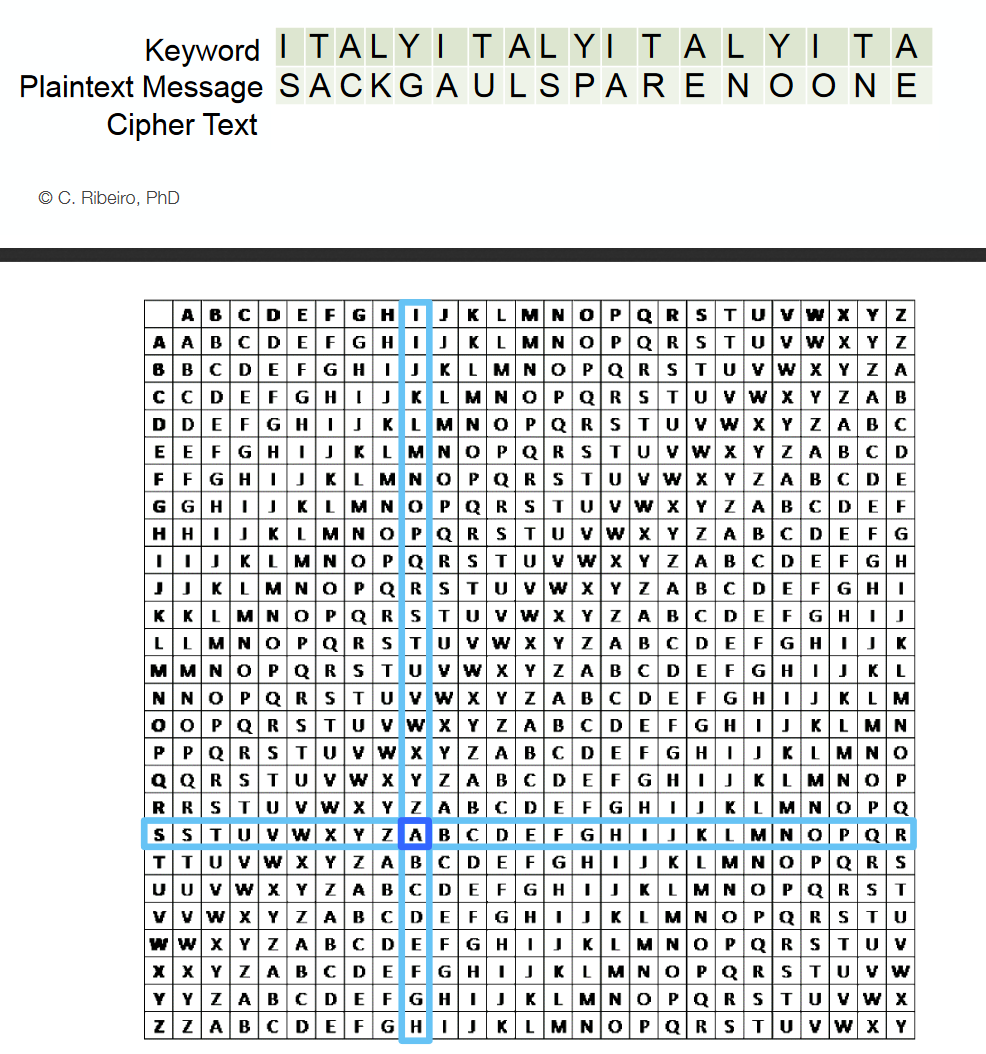 Keyword I T A L Y I T A L Y I T A L Y I T A
Plaintext Message S A C K G A U L S P A R E N O O N E
Cipher Text
© C. Ribeiro, PhD
A B C D E F G H I J K L M N O P Q R S T U V W X Y Z
A A B C D E F G H I J K L M N O P Q R S T U V W X Y Z
B B C D E F G H I J K L M N O P Q R S T U V W X Y Z A
C C D E F G H I J K L M N O P Q R S T U V W X Y Z A B
D D E F G H I J K L M N O P Q R S T U V W X Y Z A B C
E E F G H I J K L M N O P Q R S T U V W X Y Z A B C D
F F G H I J K L M N O P Q R S T U V W X Y Z A B C D E
G G H I J K L M N O P Q R S T U V W X Y Z A B C D E F
H H I J K L M N O P Q R S T U V W X Y Z A B C D E F G
I I J K L M N O P Q R S T U V W X Y Z A B C D E F G H
J J K L M N O P Q R S T U V W X Y Z A B C D E F G H I
K K L M N O P Q R S T U V W X Y Z A B C D E F G H I J
L L M N O P Q R S T U V W X Y Z A B C D E F G H I J K
M M N O P Q R S T U V W X Y Z A B C D E F G H I J K L
N N O P Q R S T U V W X Y Z A B C D E F G H I J K L M
O O P Q R S T U V W X Y Z A B C D E F G H I J K L M N
P P Q R S T U V W X Y Z A B C D E F G H I J K L M N O
Q Q R S T U V W X Y Z A B C D E F G H I J K L M N O P
R R S T U V W X Y Z A B C D E F G H I J K L M N O P Q
S S T U V W X Y Z A B C D E F G H I J K L M N O P Q R
T T U V W X Y Z A B C D E F G H I J K L M N O P Q R S
U U V W X Y Z A B C D E F G H I J K L M N O P Q R S T
V V W X Y Z A B C D E F G H I J K L M N O P Q R S T U
W W X Y Z A B C D E F G H I J K L M N O P Q R S T U V
X X Y Z A B C D E F G H I J K L M N O P Q R S T U V W
Y Y Z A B C D E F G H I J K L M N O P Q R S T U V W X
Z Z A B C D E F G H I J K L M N O P Q R S T U V W X Y